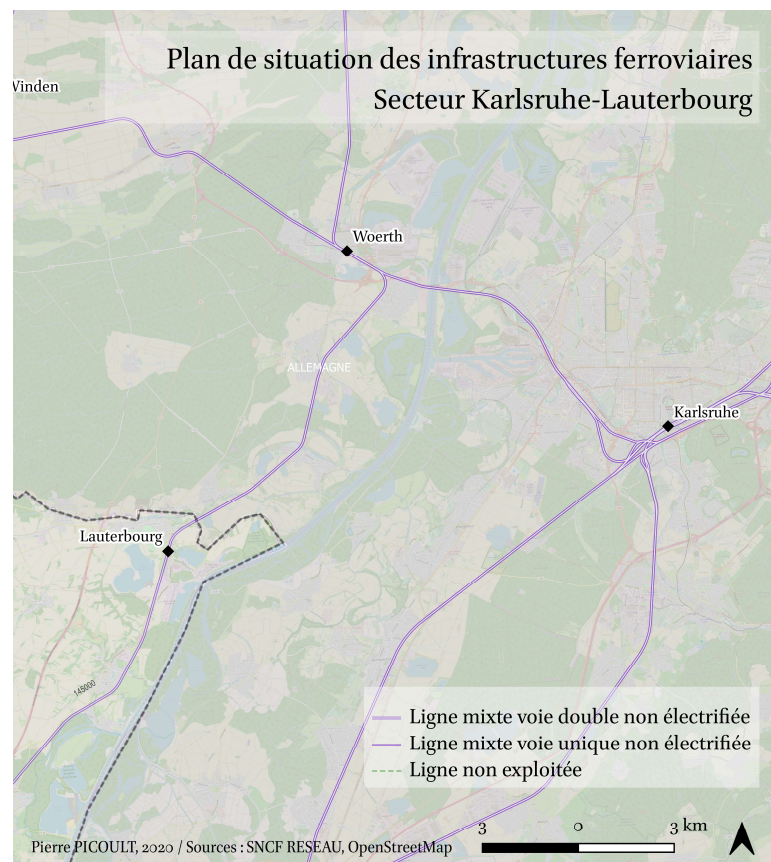 Plan de situation des infrastructures ferroviaires
Secteur Karlsruhe-Lauterbourg
Winden
Woerth
ALLEMAGNE
Karlsruhe
Lauterbourg
145000
Ligne mixte voie double non électrifiée
Ligne mixte voie unique non électrifiée
Ligne non exploitée
3 0 3 km
Pierre PICOULT, 2020 / Sources : SNCF RESEAU, OpenStreetMap